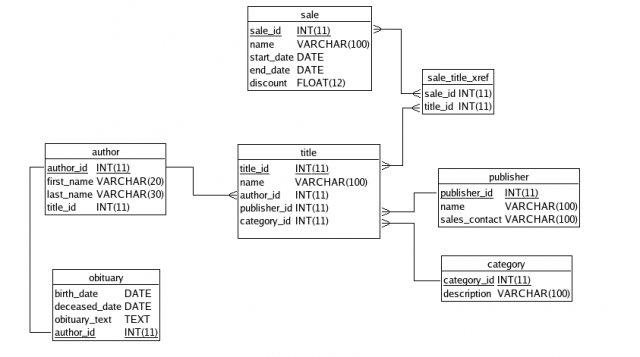 sale
sale_id INT(11)
name VARCHAR(100)
start_date DATE
end_date DATE
discount FLOAT(12)
sale_title_xref
sale_id INT(11)
title_id INT(11)
author
author_id INT(11)
first_name VARCHAR(20)
last_name VARCHAR(30)
title_id INT(11)
title
title_id INT(11)
name VARCHAR(100)
author_id INT(11)
publisher_id INT(11)
category_id INT(11)
publisher
publisher_id INT(11)
name VARCHAR(100)
sales_contact VARCHAR(100)
category
category_id INT(11)
description VARCHAR(100)
obituary
birth_date DATE
deceased_date DATE
obituary_text TEXT
author_id INT(11)